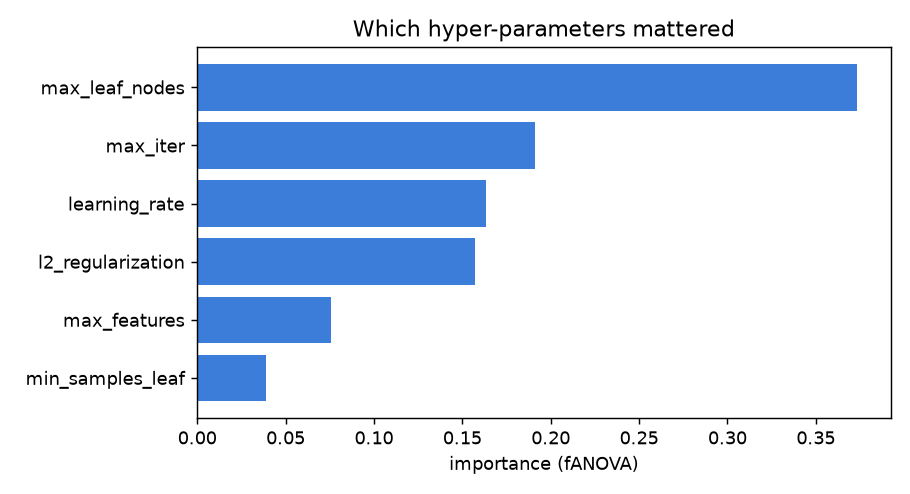 Which hyper-parameters mattered
max_leaf_nodes
max_iter
learning_rate
l2_regularization
max_features
min_samples_leaf
0.00 0.05 0.10 0.15 0.20 0.25 0.30 0.35
importance (fANOVA)